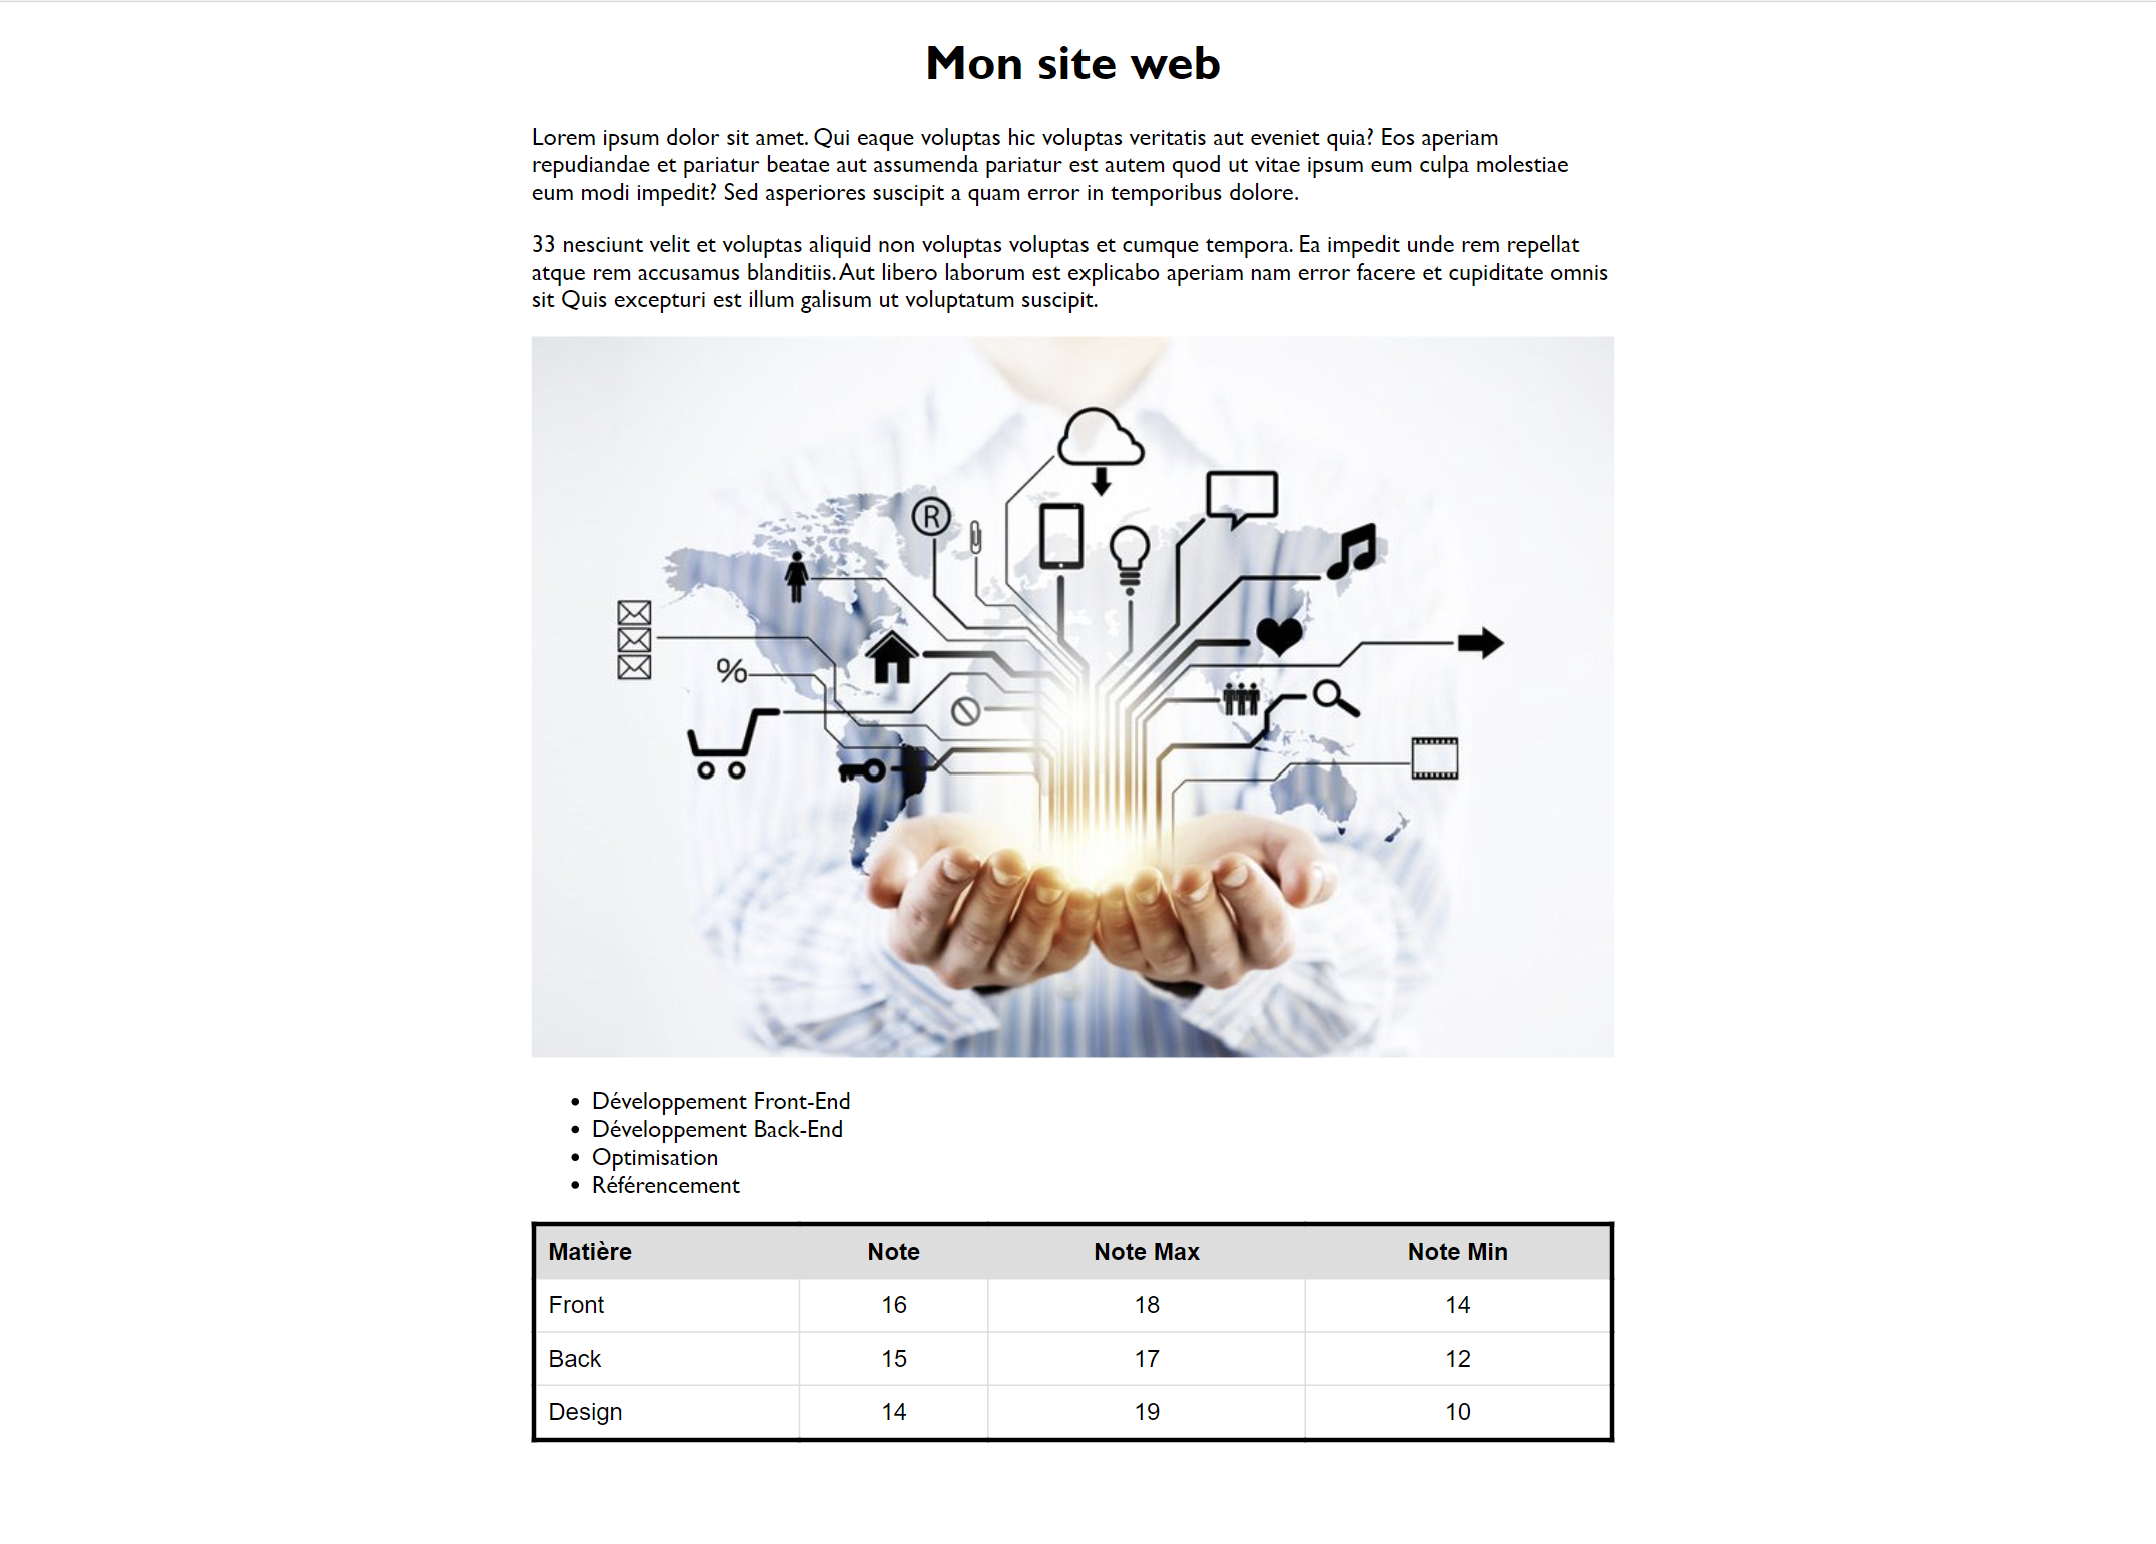 Mon site web
Lorem ipsum dolor sit amet. Qui eaque voluptas hic voluptas veritatis aut eveniet quia? Eos aperiam
repudiandae et pariatur beatae aut assumenda pariatur est autem quod ut vitae ipsum eum culpa molestiae
eum modi impedit? Sed asperiores suscipit a quam error in temporibus dolore.
33 nesciunt velit et voluptas aliquid non voluptas voluptas et cumque tempora. Ea impedit unde rem repellat
atque rem accusamus blanditiis. Aut libero laborum est explicabo aperiam nam error facere et cupiditate omnis
sit Quis excepturi est illum galisum ut voluptatum suscipit.
®
%
• Développement Front-End
• Développement Back-End
• Optimisation
• Référencement
Matière Note Note Max Note Min
Front 16 18 14
Back 15 17 12
Design 14 19 10